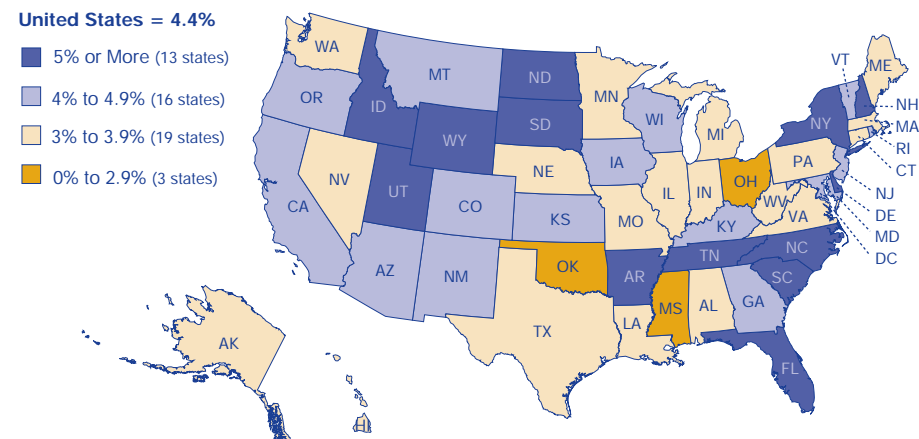 United States = 4.4%
5% or More (13 states)
4% to 4.9% (16 states)
3% to 3.9% (19 states)
0% to 2.9% (3 states)
WA
MT
ND
MN
VT
ME
OR
ID
SD
WI
MI
NY
NH
MA
RI
CT
WY
NE
IA
PA
NJ
NV
UT
CO
IL
IN
OH
WV
VA
DE
MD
DC
CA
KS
MO
KY
AZ
NM
OK
AR
TN
NC
SC
MS
AL
GA
TX
LA
FL
AK
HI